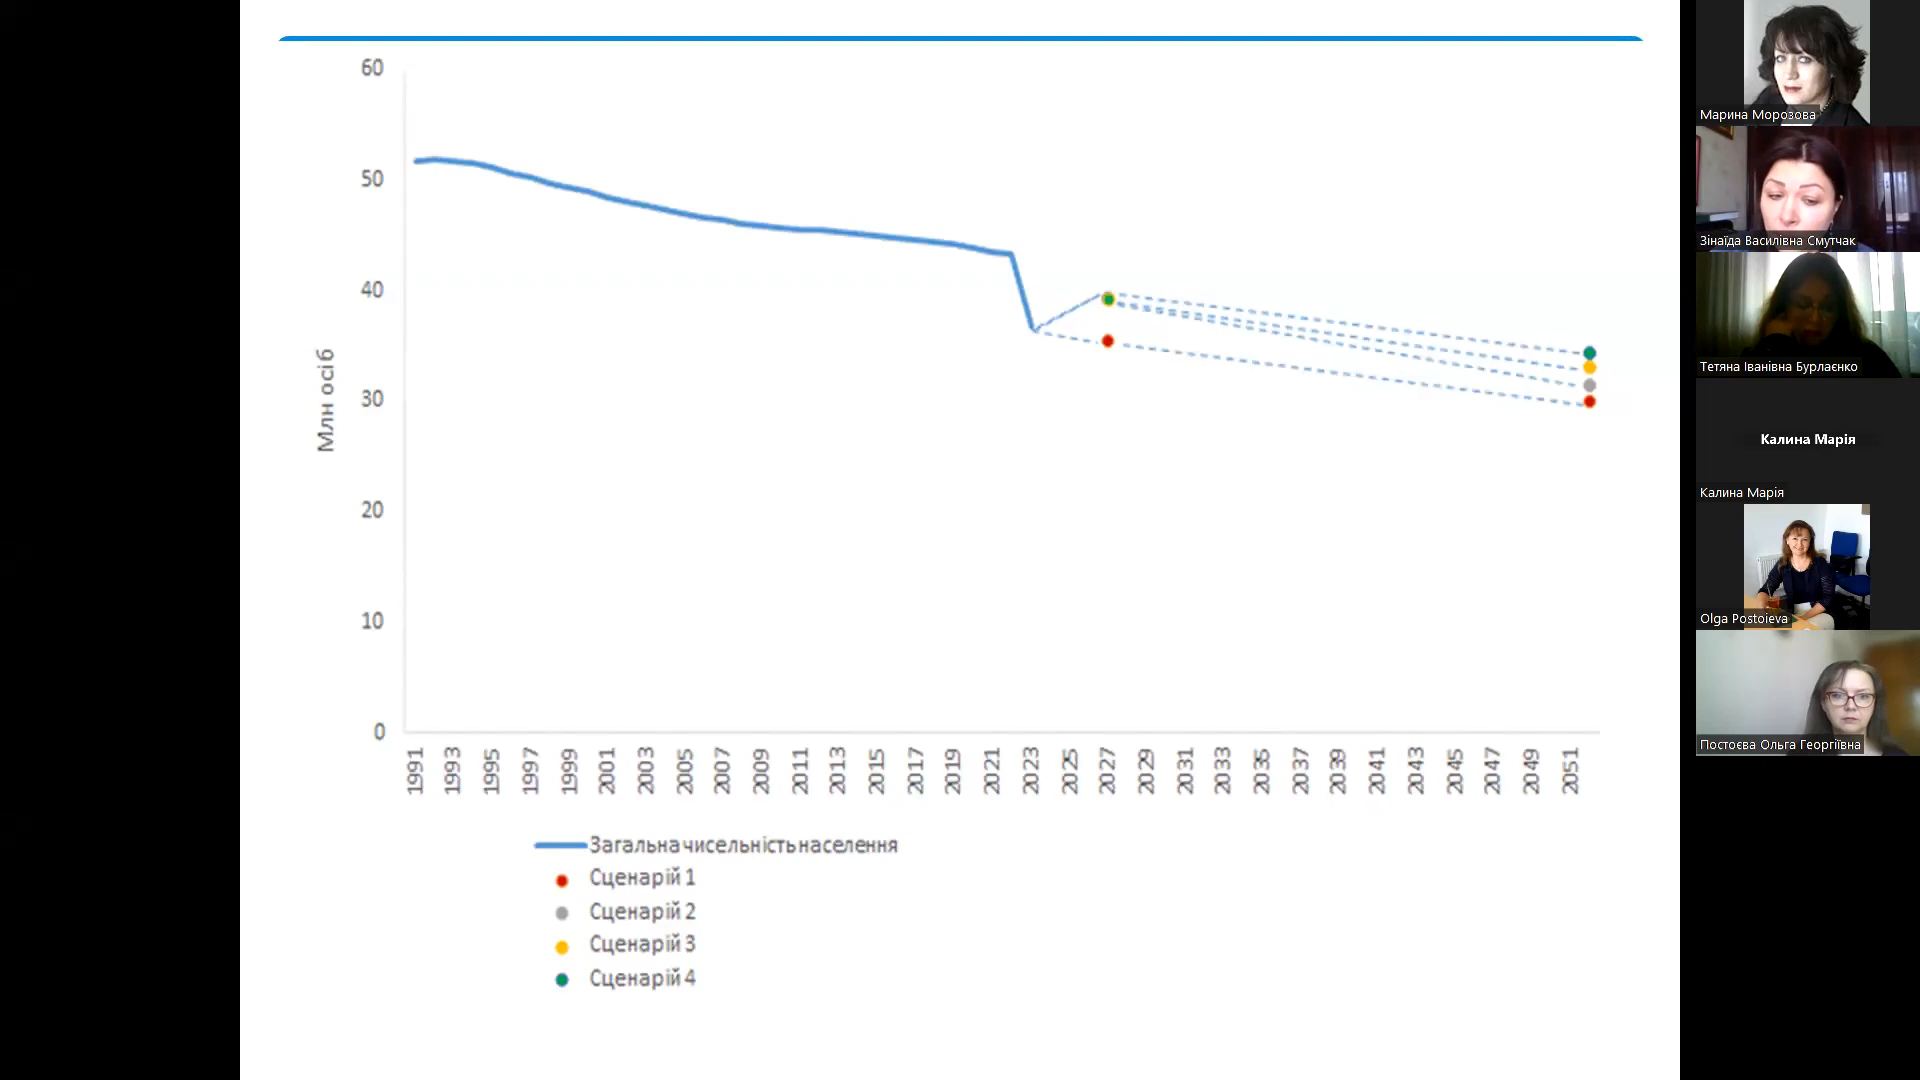 60
50
40
30
20
10
0
Млн осіб
1991
1993
1995
1997
1999
2001
2003
2005
2007
2009
2011
2013
2015
2017
2019
2021
2023
2025
2027
2029
2031
2033
2035
2037
2039
2041
2043
2045
2047
2049
2051
Загальна чисельність населення
Сценарій 1
Сценарій 2
Сценарій 3
Сценарій 4
Марина Морозова
Зінаїда Василівна Смутчак
Тетяна Іванівна Бурлаєнко
Калина Марія
Калина Марія
Olga Postoieva
Постоєва Ольга Георгіївна